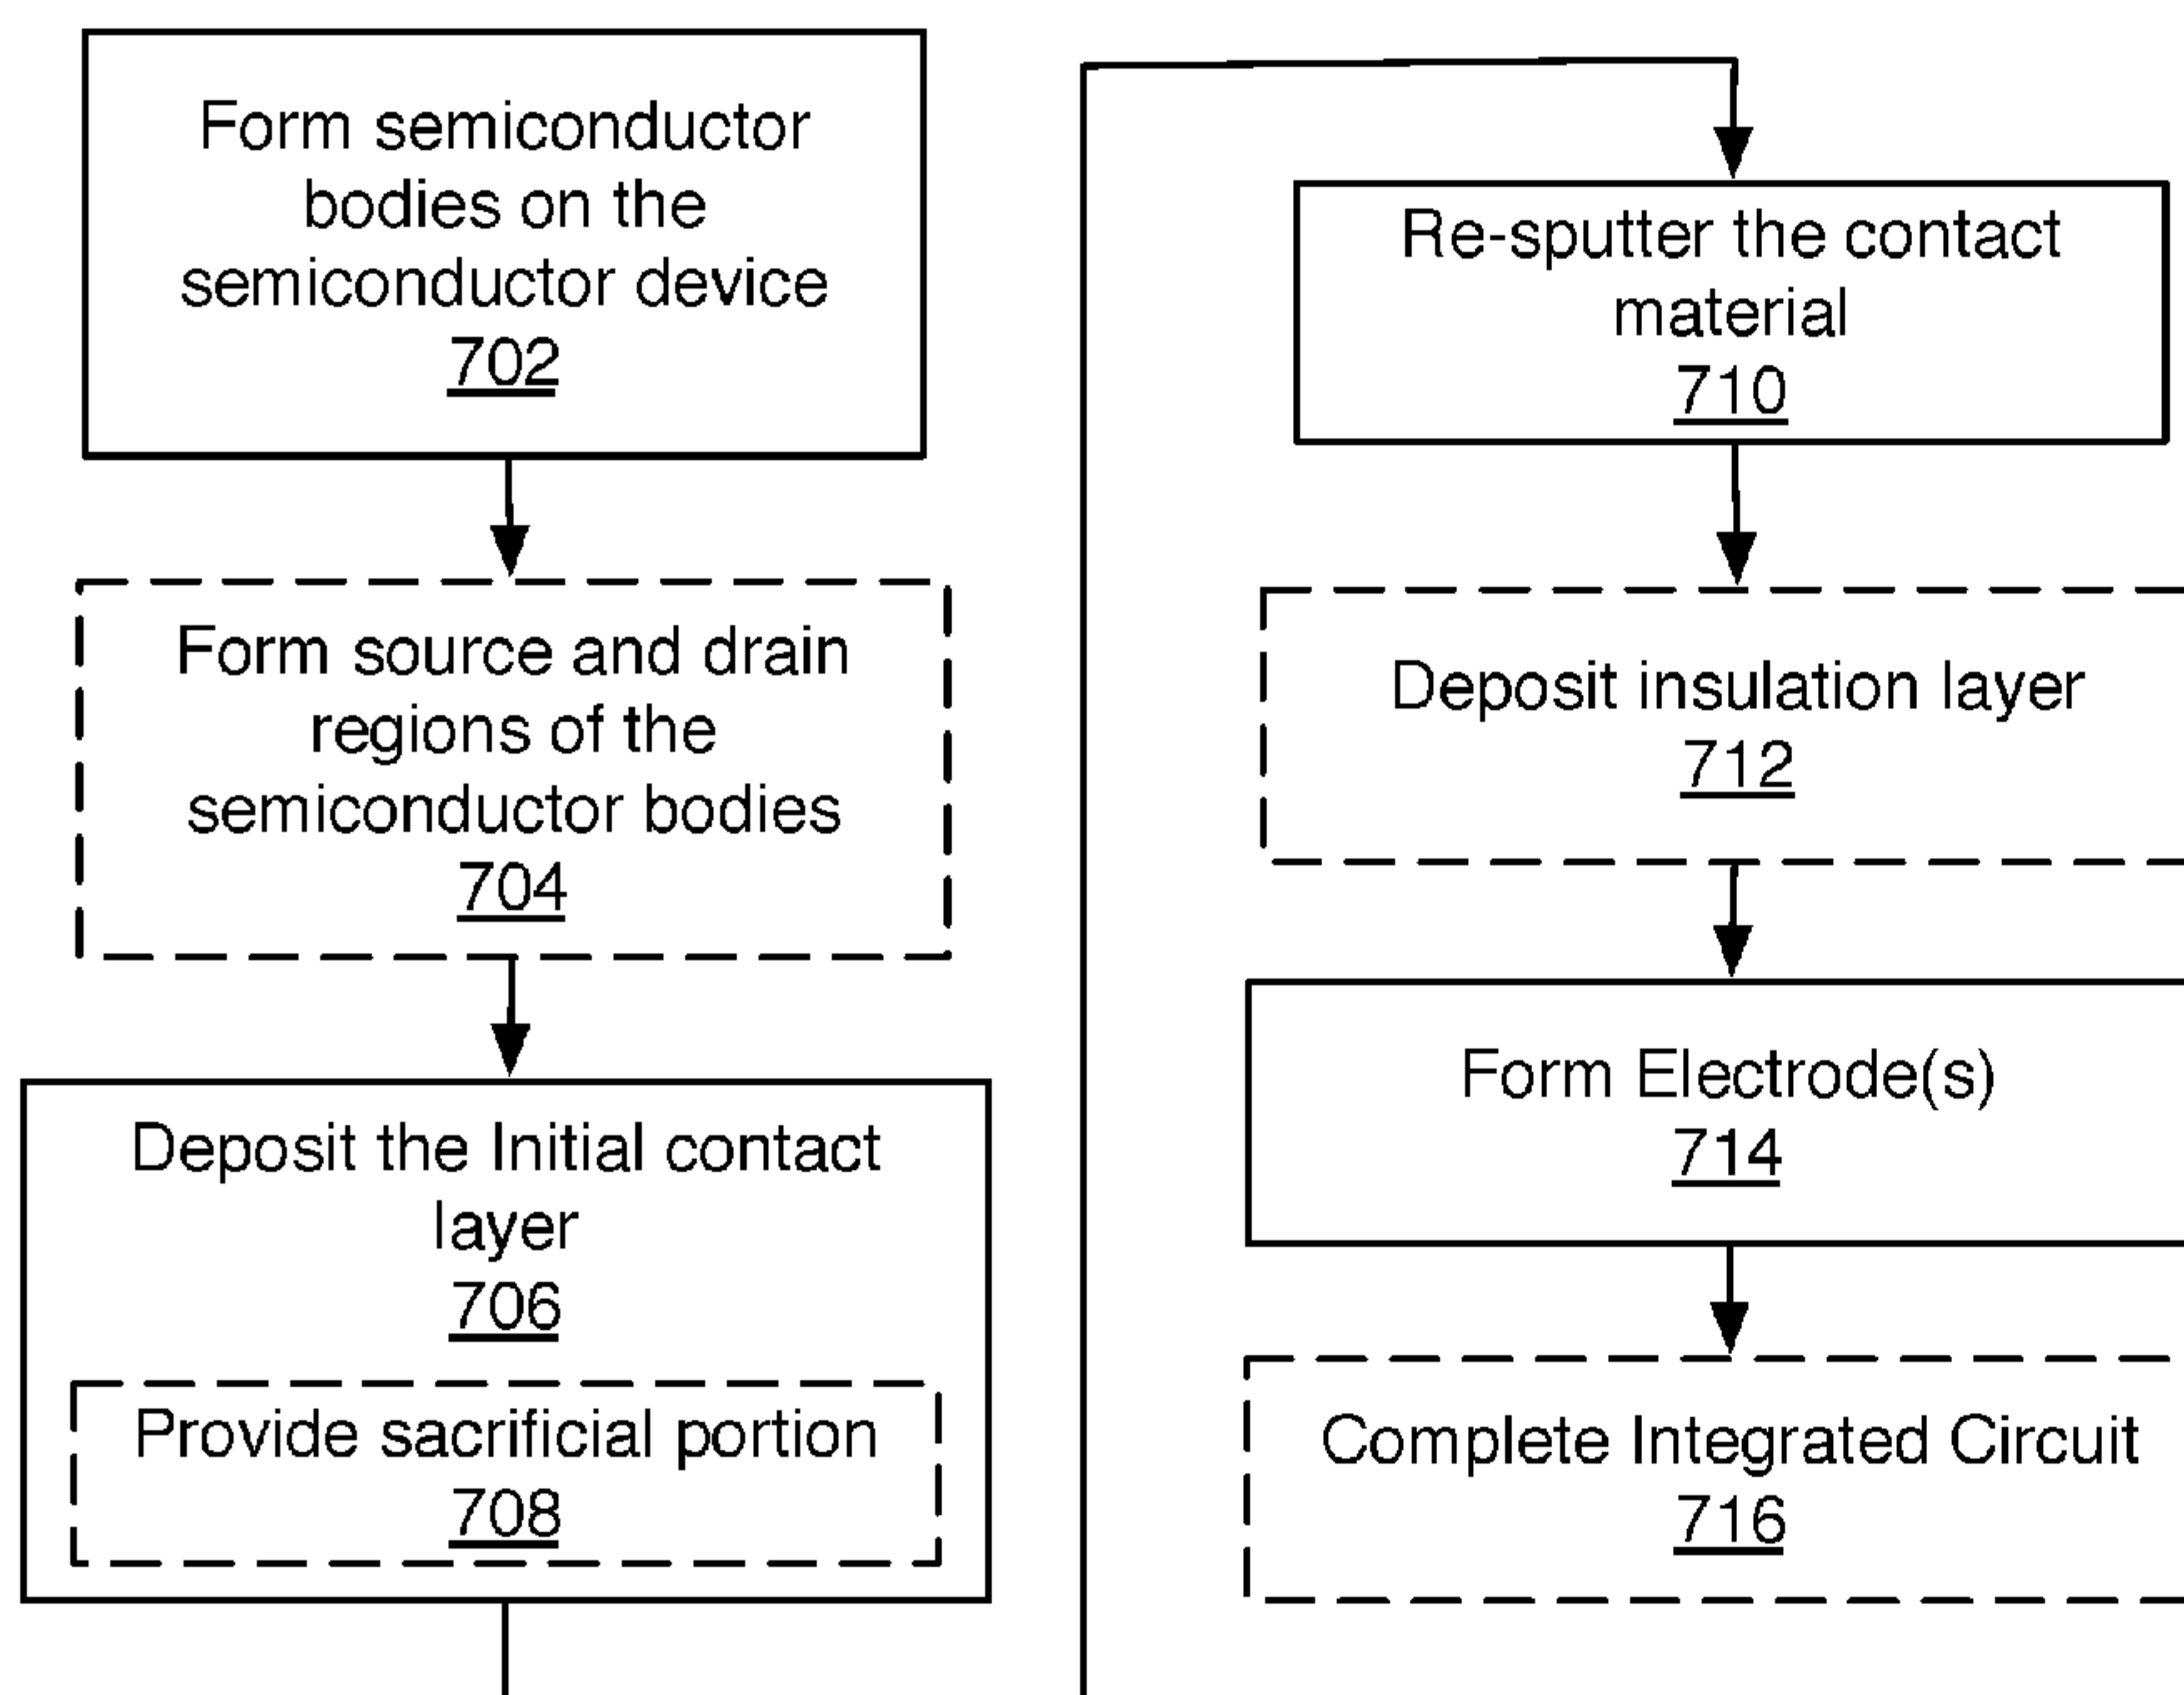 Form semiconductor
bodies on the
semiconductor device
702
Form source and drain
regions of the
semiconductor bodies
704
Deposit the Initial contact
layer
706
Provide sacrificial portion
708
Re-sputter the contact
material
710
Deposit insulation layer
712
Form Electrode(s)
714
Complete Integrated Circuit
716